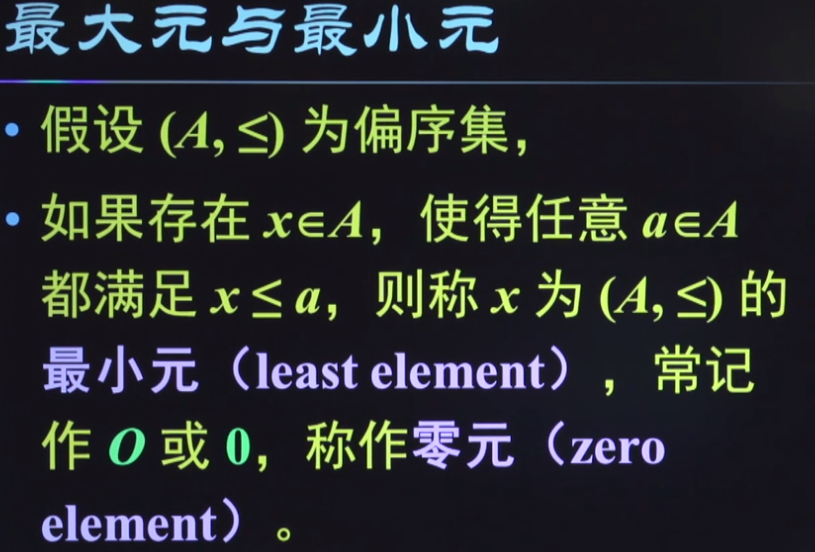 最大元与最小元
• 假设 (A, ≤) 为偏序集，
• 如果存在 x∈A，使得任意 a∈A
都满足 x ≤ a，则称 x 为 (A, ≤) 的
最小元（least element），常记
作 O 或 0，称作零元（zero
element）。